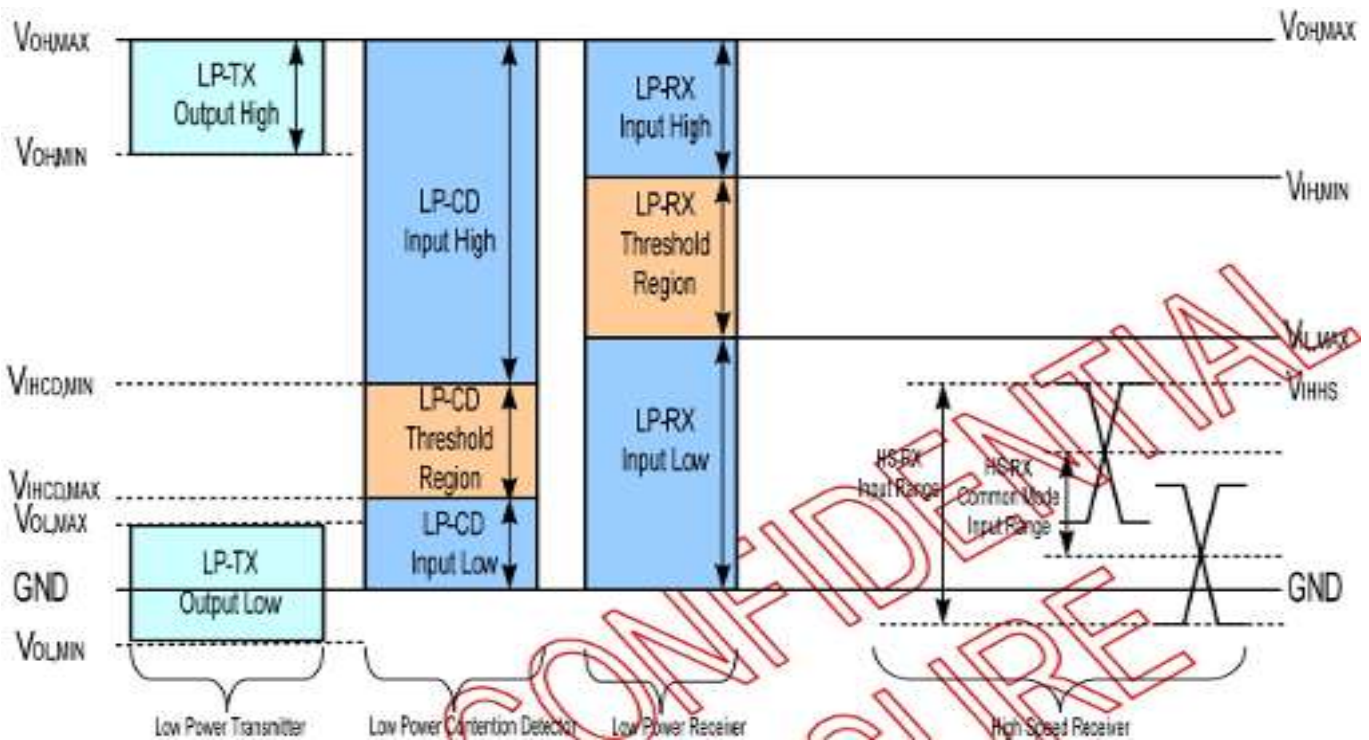 VOH,MAX
LP-TX
Output High
VOH,MIN
LP-CD
Input High
VIHCD,MIN
LP-CD
Threshold
Region
VIHCD,MAX
VOL,MAX
LP-CD
Input Low
LP-TX
Output Low
GND
VOL,MIN
LP-RX
Input High
LP-RX
Threshold
Region
LP-RX
Input Low
VOH,MAX
VIH,MIN
VIL,MAX
VIHHS
HS-RX
Input Range
HS-RX
Common Mode
Input Range
GND
Low Power Transmitter
Low Power Contention Detector
Low Power Receiver
High Speed Receiver
CONFIDENTIAL